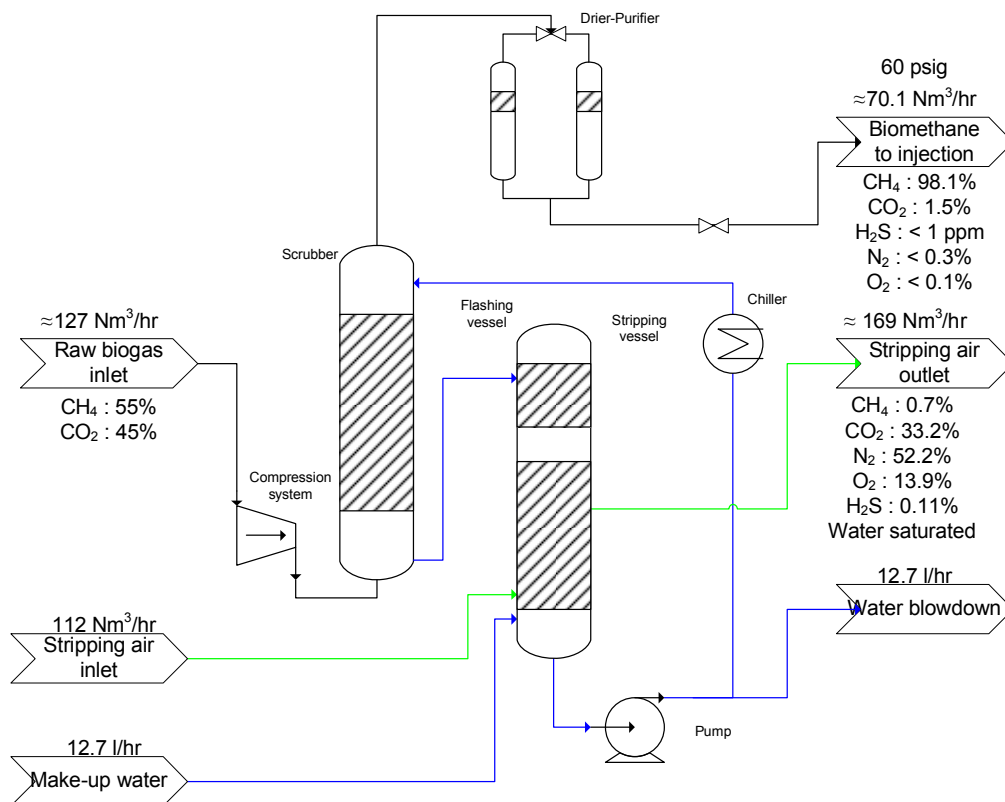 Drier-Purifier
60 psig
≈70.1 Nm³/hr
Biomethane
to injection
CH₄ : 98.1%
CO₂ : 1.5%
H₂S : < 1 ppm
N₂ : < 0.3%
O₂ : < 0.1%
Scrubber
Flashing
vessel
Stripping
vessel
Chiller
≈127 Nm³/hr
Raw biogas
inlet
CH₄ : 55%
CO₂ : 45%
≈ 169 Nm³/hr
Stripping air
outlet
CH₄ : 0.7%
CO₂ : 33.2%
N₂ : 52.2%
O₂ : 13.9%
H₂S : 0.11%
Water saturated
Compression
system
12.7 l/hr
Water blowdown
112 Nm³/hr
Stripping air
inlet
Pump
12.7 l/hr
Make-up water